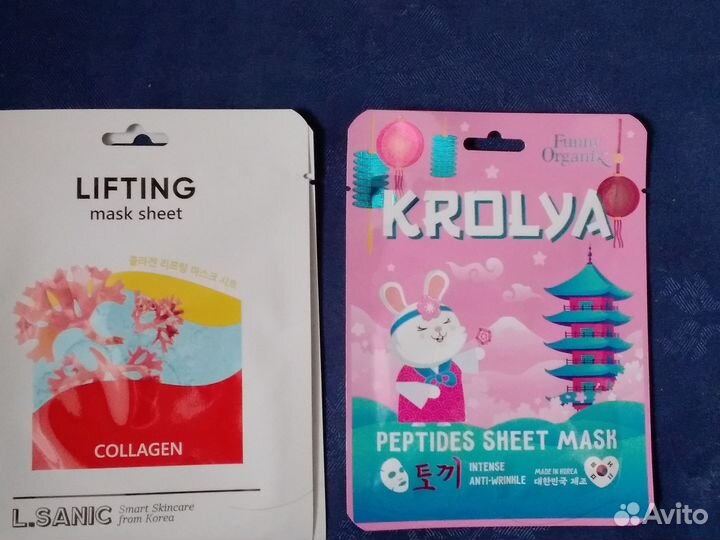 LIFTING
mask sheet
콜라겐 리프팅 마스크 시트
COLLAGEN
L.SANIC
Smart Skincare
from Korea
Funny
Organix
KROLYA
PEPTIDES SHEET MASK
토끼
INTENSE
ANTI-WRINKLE
MADE IN KOREA
대한민국 제조
Avito